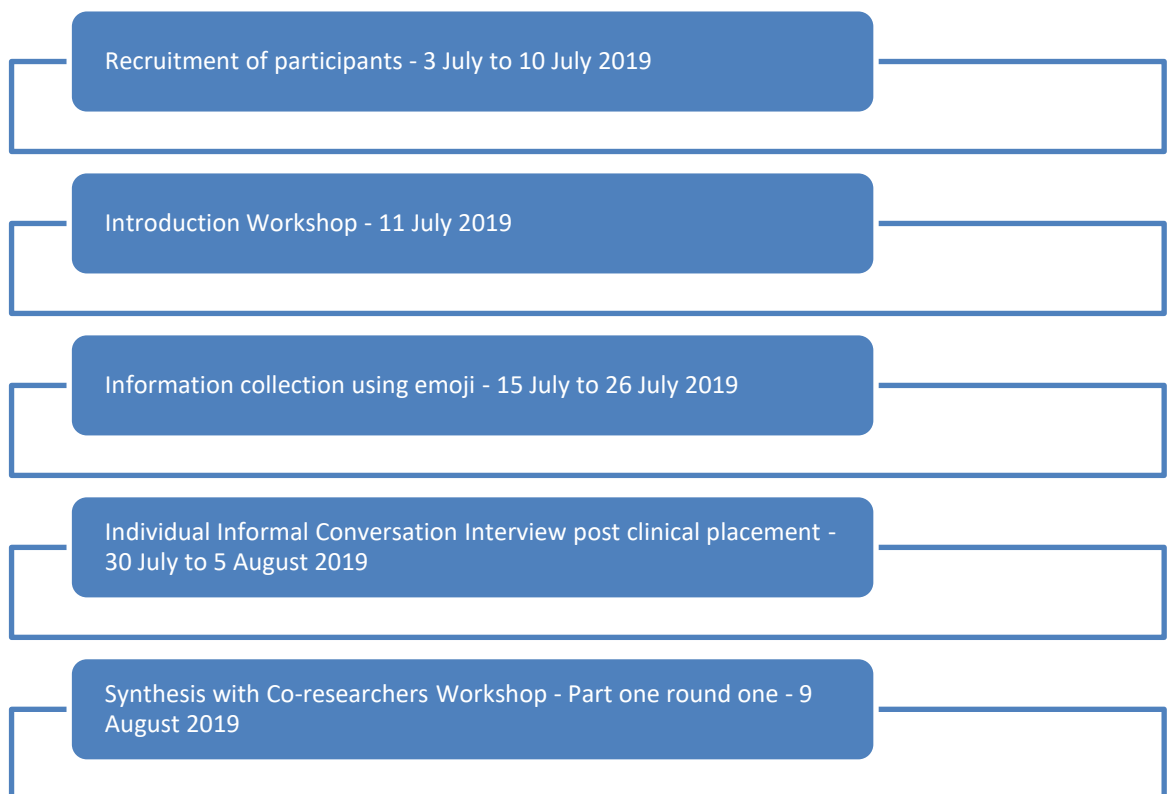 Recruitment of participants - 3 July to 10 July 2019
Introduction Workshop - 11 July 2019
Information collection using emoji - 15 July to 26 July 2019
Individual Informal Conversation Interview post clinical placement -
30 July to 5 August 2019
Synthesis with Co-researchers Workshop - Part one round one - 9
August 2019